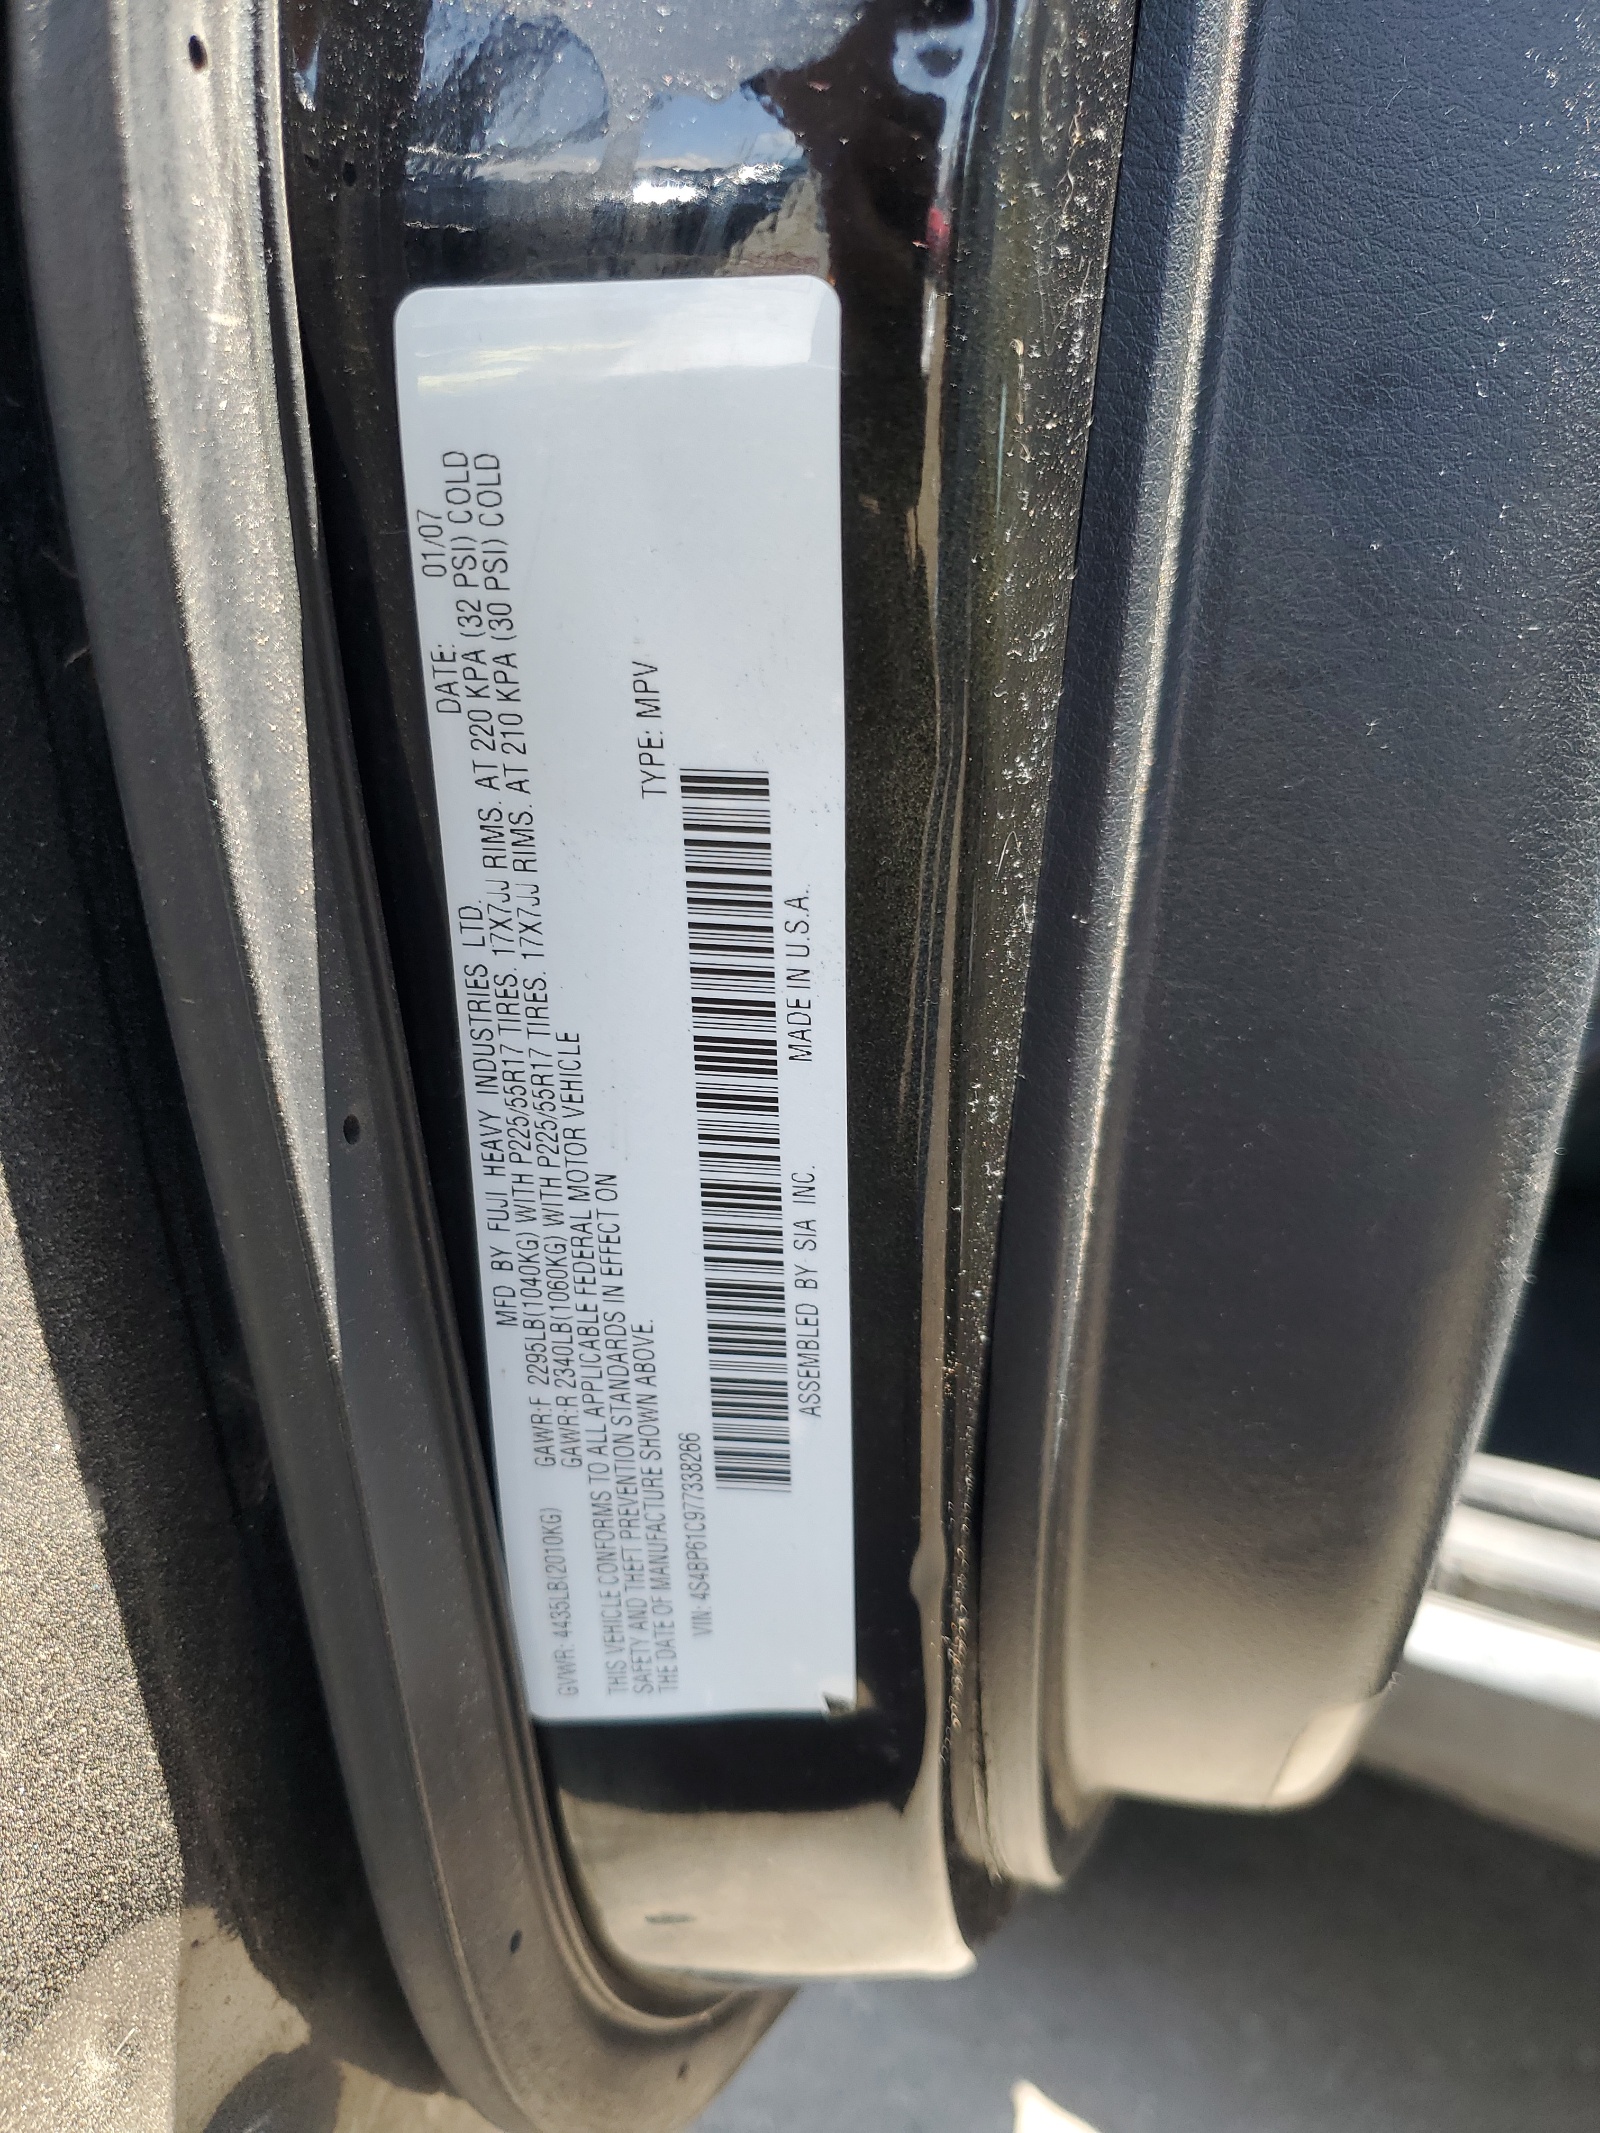 MFD BY FUJI HEAVY INDUSTRIES LTD. DATE: 01/07
GVWR: 4435LB(2010KG) GAWR:F 2295LB(1040KG) WITH P225/55R17 TIRES. 17X7JJ RIMS. AT 220 KPA (32 PSI) COLD
GAWR:R 2340LB(1060KG) WITH P225/55R17 TIRES. 17X7JJ RIMS. AT 210 KPA (30 PSI) COLD
THIS VEHICLE CONFORMS TO ALL APPLICABLE FEDERAL MOTOR VEHICLE
SAFETY AND THEFT PREVENTION STANDARDS IN EFFECT ON
THE DATE OF MANUFACTURE SHOWN ABOVE.
VIN: 4S4BP61C977338266 TYPE: MPV
ASSEMBLED BY SIA INC. MADE IN U.S.A.